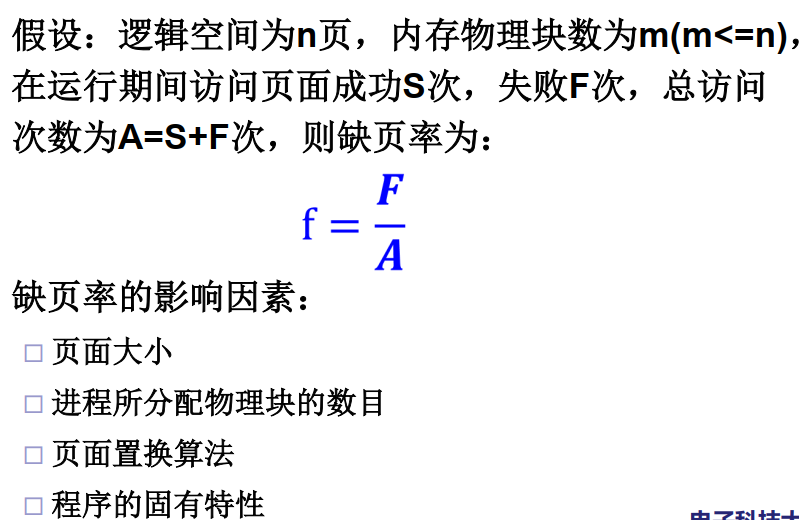 假设：逻辑空间为n页，内存物理块数为m(m<=n)，
在运行期间访问页面成功S次，失败F次，总访问
次数为A=S+F次，则缺页率为：
f = F/A
缺页率的影响因素：
□ 页面大小
□ 进程所分配物理块的数目
□ 页面置换算法
□ 程序的固有特性